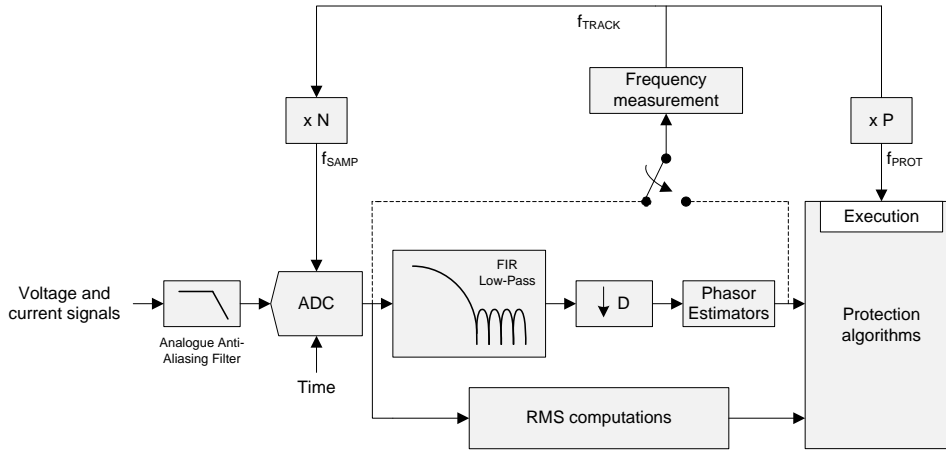 fTRACK
Frequency
measurement
x N
x P
fSAMP
fPROT
Execution
FIR
Low-Pass
Voltage and
current signals
ADC
D
Phasor
Estimators
Protection
algorithms
Analogue Anti-
Aliasing Filter
Time
RMS computations